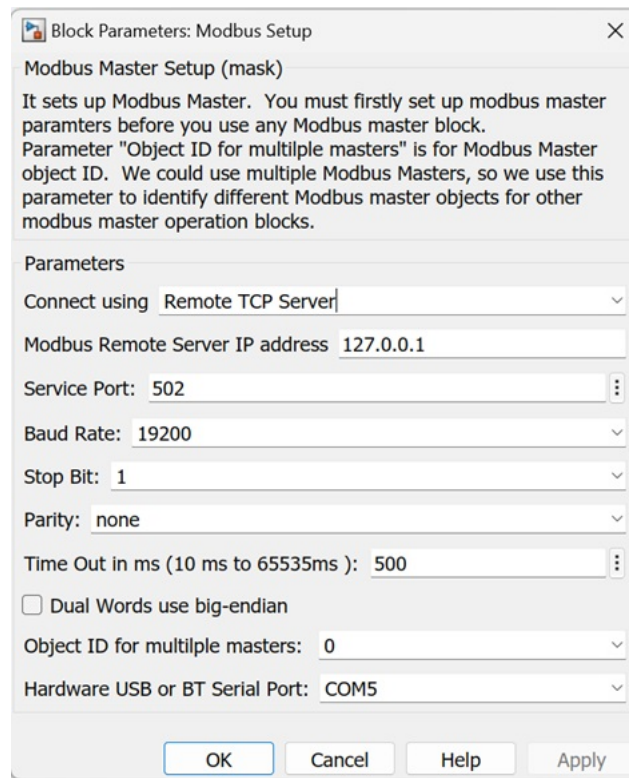 Block Parameters: Modbus Setup
Modbus Master Setup (mask)
It sets up Modbus Master.  You must firstly set up modbus master
paramters before you use any Modbus master block.
Parameter "Object ID for multilple masters" is for Modbus Master
object ID.  We could use multiple Modbus Masters, so we use this
parameter to identify different Modbus master objects for other
modbus master operation blocks.
Parameters
Connect using Remote TCP Server
Modbus Remote Server IP address 127.0.0.1
Service Port: 502
Baud Rate: 19200
Stop Bit: 1
Parity: none
Time Out in ms (10 ms to 65535ms ): 500
Dual Words use big-endian
Object ID for multilple masters: 0
Hardware USB or BT Serial Port: COM5
OK Cancel Help Apply